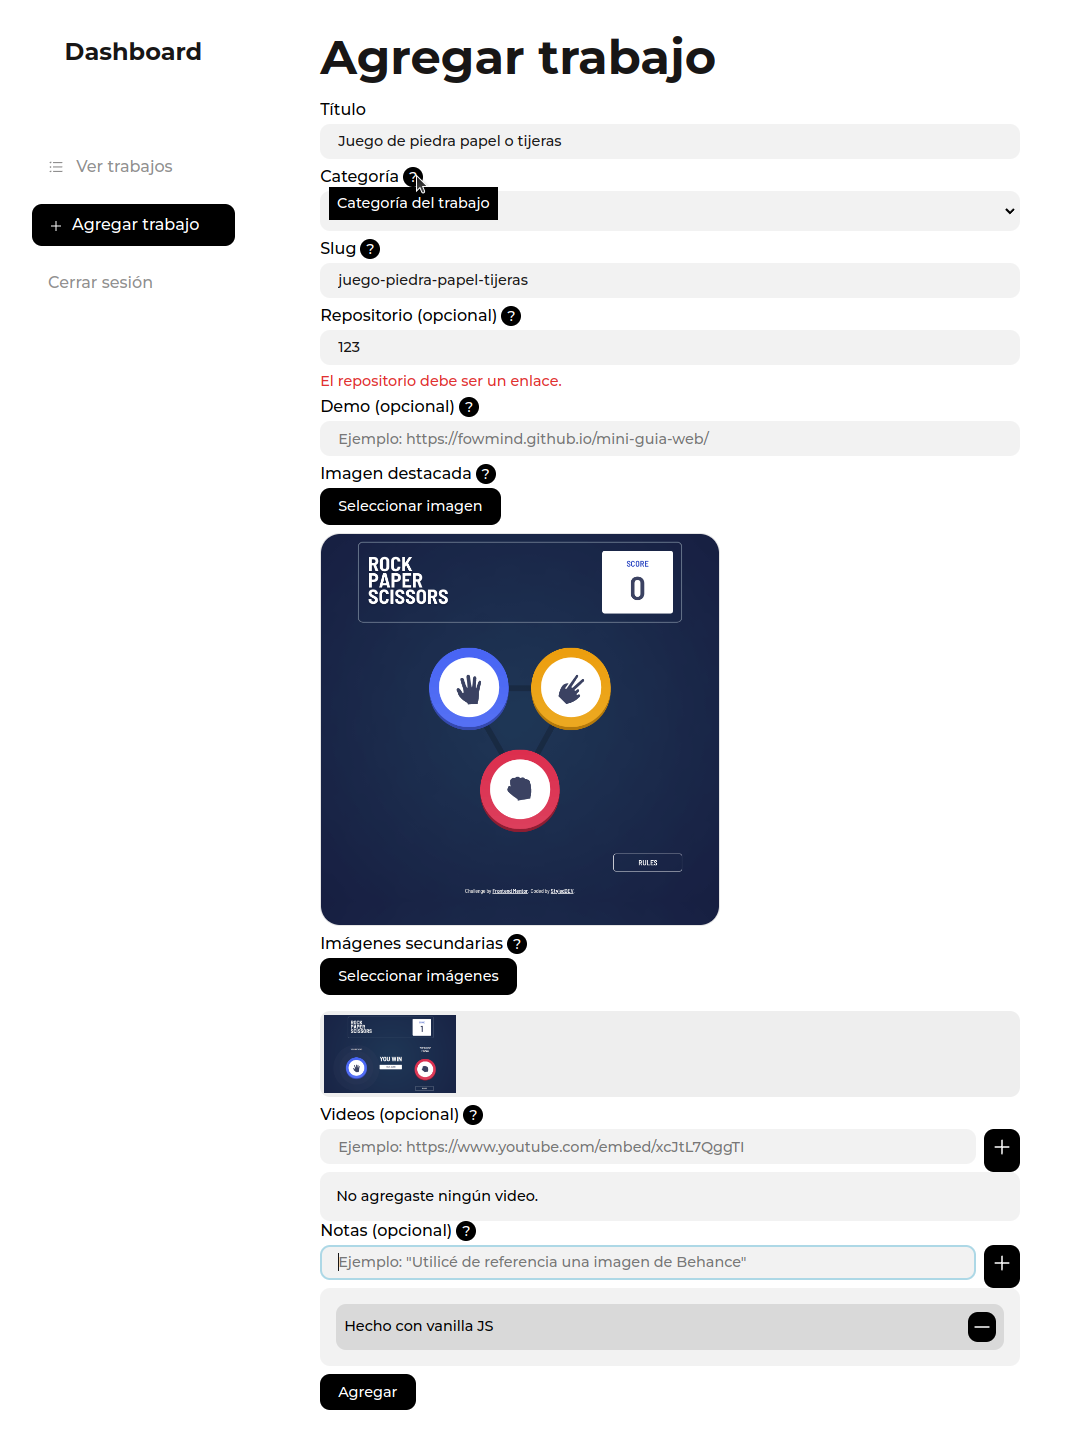 Dashboard
Ver trabajos
Agregar trabajo
Cerrar sesión
Agregar trabajo
Título
Juego de piedra papel o tijeras
Categoría ?
Categoría del trabajo
Slug ?
juego-piedra-papel-tijeras
Repositorio (opcional) ?
123
El repositorio debe ser un enlace.
Demo (opcional) ?
Ejemplo: https://fowmind.github.io/mini-guia-web/
Imagen destacada ?
Seleccionar imagen
ROCK
PAPER
SCISSORS
SCORE
0
RULES
Challenge by Frontend Mentor. Coded by
Imágenes secundarias ?
Seleccionar imágenes
ROCK
PAPER
SCISSORS
1
YOU WIN
Videos (opcional) ?
Ejemplo: https://www.youtube.com/embed/xcJtL7QggTI
No agregaste ningún video.
Notas (opcional) ?
Ejemplo: "Utilicé de referencia una imagen de Behance"
Hecho con vanilla JS
Agregar